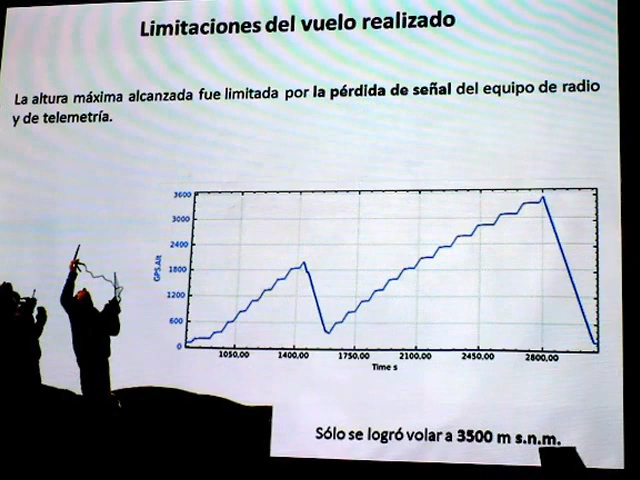 Limitaciones del vuelo realizado
La altura máxima alcanzada fue limitada por la pérdida de señal del equipo de radio
y de telemetría.
3600
3000
2400
1800
1200
600
0
GPS.Alt
1050,00 1400,00 1750,00 2100,00 2450,00 2800,00
Time s
Sólo se logró volar a 3500 m s.n.m.